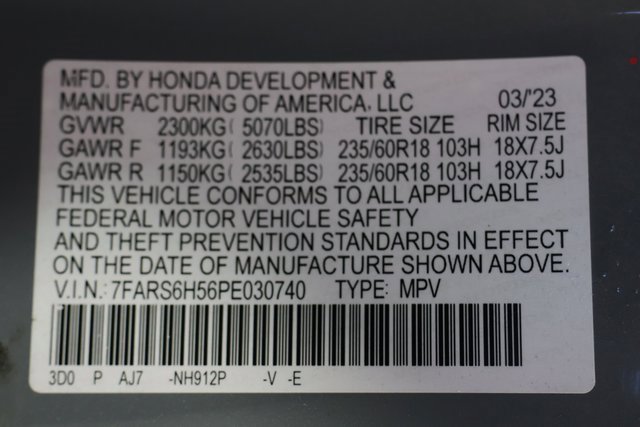 MFD. BY HONDA DEVELOPMENT &
MANUFACTURING OF AMERICA, LLC 03/'23
GVWR 2300KG( 5070LBS) TIRE SIZE RIM SIZE
GAWR F 1193KG( 2630LBS) 235/60R18 103H 18X7.5J
GAWR R 1150KG( 2535LBS) 235/60R18 103H 18X7.5J
THIS VEHICLE CONFORMS TO ALL APPLICABLE
FEDERAL MOTOR VEHICLE SAFETY
AND THEFT PREVENTION STANDARDS IN EFFECT
ON THE DATE OF MANUFACTURE SHOWN ABOVE.
V.I.N.: 7FARS6H56PE030740 TYPE: MPV
3D0 P AJ7 -NH912P -V -E